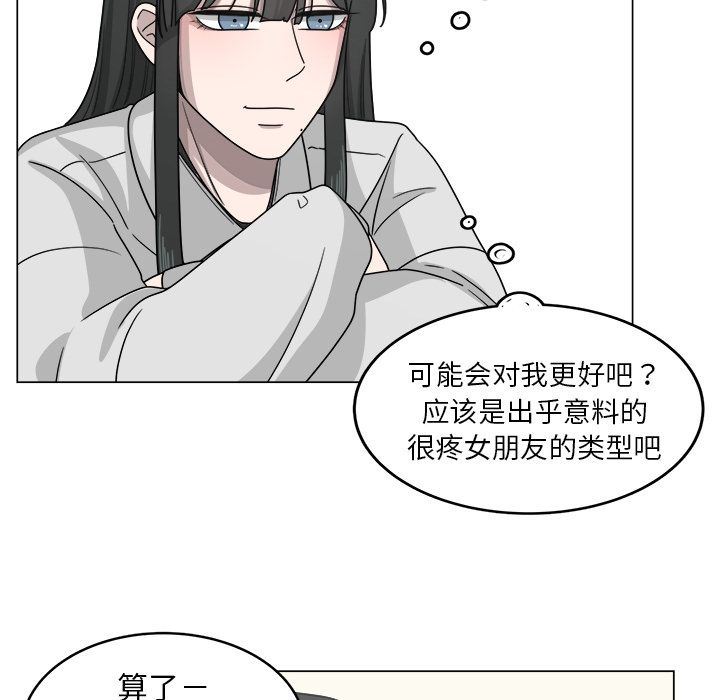 可能会对我更好吧？
应该是出乎意料的
很疼女朋友的类型吧
算了－